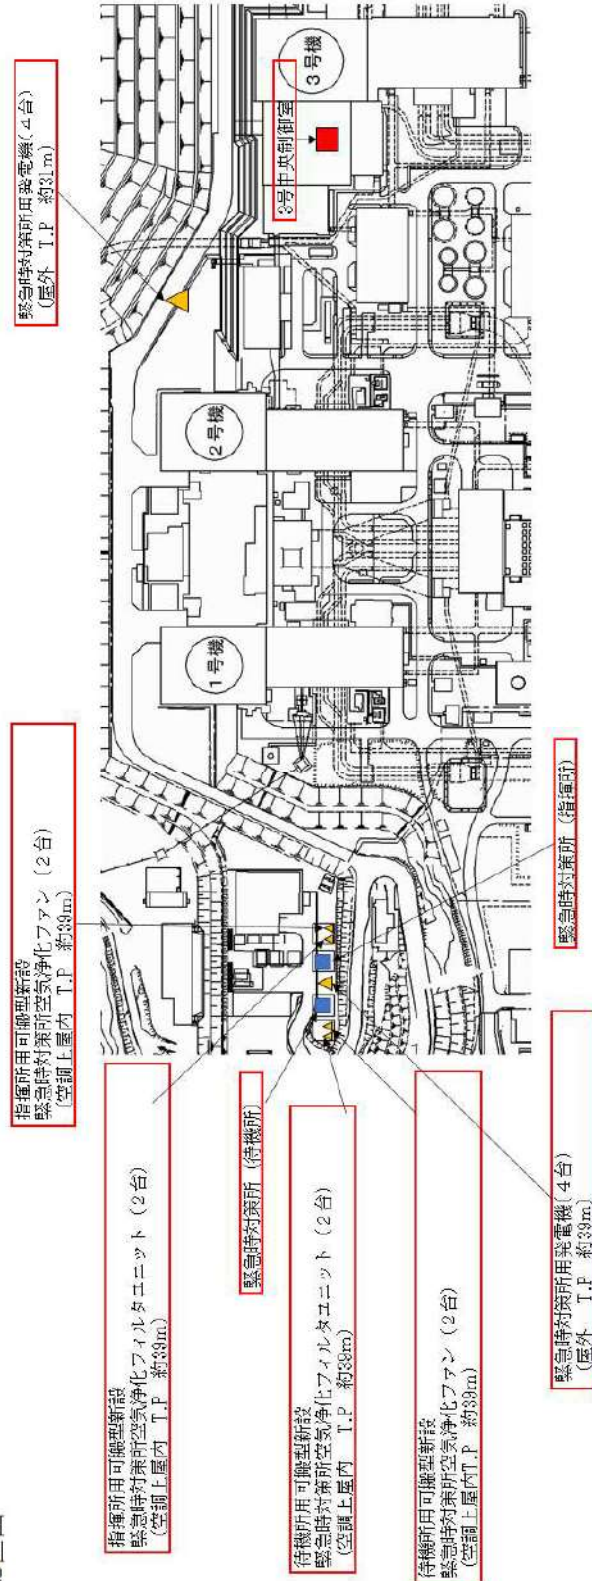 緊急時対策所用発電機(４台)
(屋外　T.P　約31m)
3号中央制御室
３号機
２号機
１号機
指揮所用可搬型新設
緊急時対策所空気浄化ファン（２台）
(空調上屋内　T.P　約39m)
緊急時対策所（指揮所）
指揮所用可搬型新設
緊急時対策所空気浄化フィルタユニット（２台）
(空調上屋内　T.P　約39m)
緊急時対策所（待機所）
待機所用可搬型新設
緊急時対策所空気浄化フィルタユニット（２台）
(空調上屋内　T.P　約39m)
待機所用可搬型新設
緊急時対策所空気浄化ファン（２台）
(空調上屋内T.P　約39m)
緊急時対策所用発電機(４台)
(屋外　T.P　約39m)